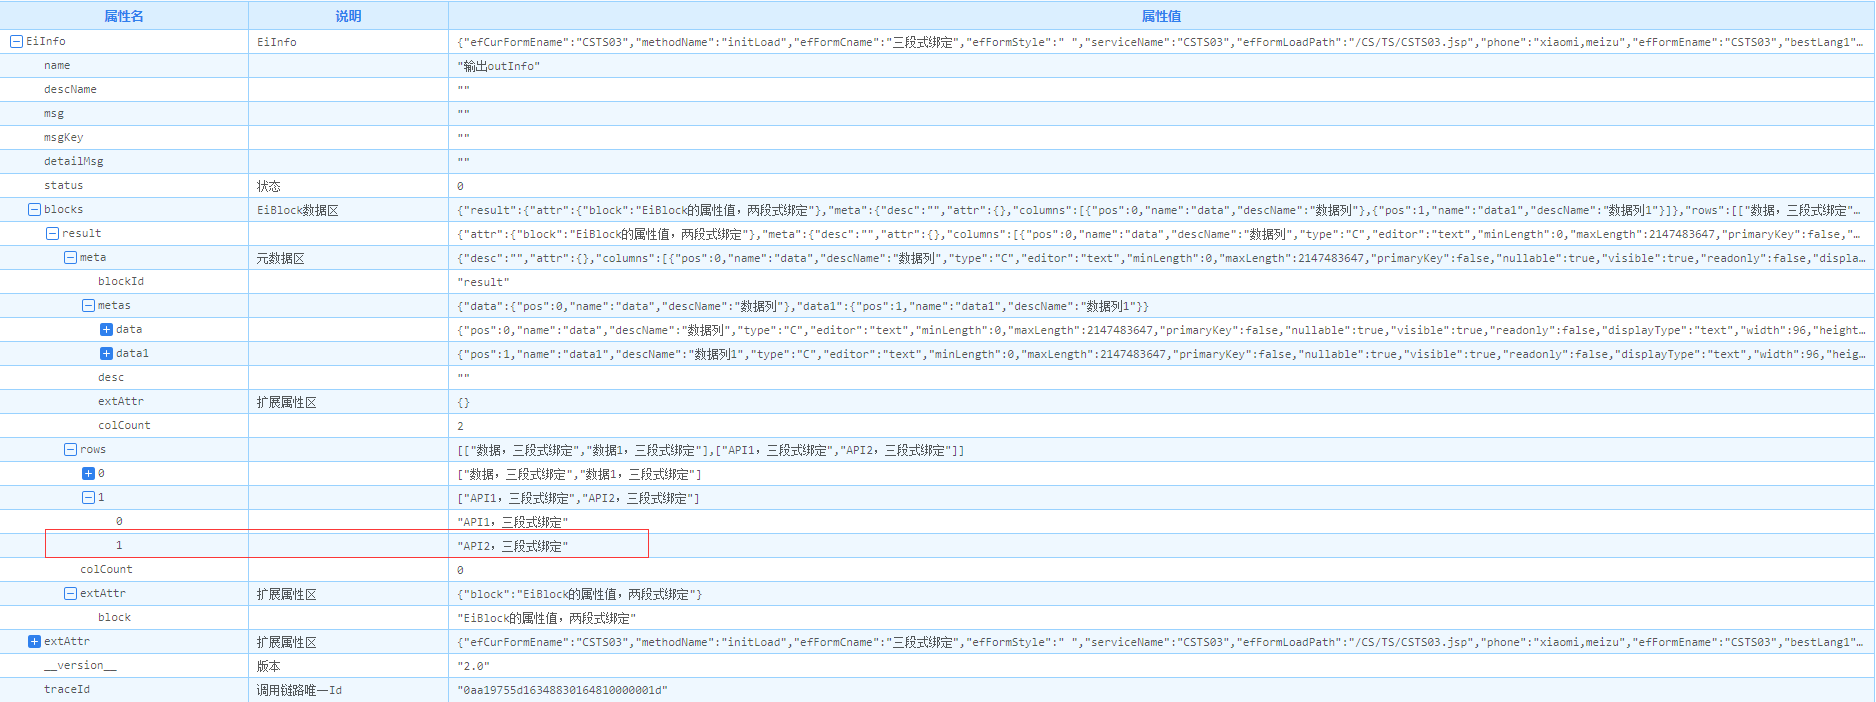 属性名 说明 属性值
EiInfo EiInfo {"efCurFormEname":"CSTS03","methodName":"initLoad","efFormCname":"三段式绑定","efFormStyle":" ","serviceName":"CSTS03","efFormLoadPath":"/CS/TS/CSTS03.jsp","phone":"xiaomi,meizu","efFormEname":"CSTS03","bestLang1"...
name "输出outInfo"
descName ""
msg ""
msgKey ""
detailMsg ""
status 状态 0
blocks EiBlock数据区 {"result":{"attr":{"block":"EiBlock的属性值，两段式绑定"},"meta":{"desc":"","attr":{},"columns":[{"pos":0,"name":"data","descName":"数据列"},{"pos":1,"name":"data1","descName":"数据列1"}]},"rows":[["数据，三段式绑定"...
result {"attr":{"block":"EiBlock的属性值，两段式绑定"},"meta":{"desc":"","attr":{},"columns":[{"pos":0,"name":"data","descName":"数据列","type":"C","editor":"text","minLength":0,"maxLength":2147483647,"primaryKey":false,"...
meta 元数据区 {"desc":"","attr":{},"columns":[{"pos":0,"name":"data","descName":"数据列","type":"C","editor":"text","minLength":0,"maxLength":2147483647,"primaryKey":false,"nullable":true,"visible":true,"readonly":false,"displa...
blockId "result"
metas {"data":{"pos":0,"name":"data","descName":"数据列"},"data1":{"pos":1,"name":"data1","descName":"数据列1"}}
data {"pos":0,"name":"data","descName":"数据列","type":"C","editor":"text","minLength":0,"maxLength":2147483647,"primaryKey":false,"nullable":true,"visible":true,"readonly":false,"displayType":"text","width":96,"height...
data1 {"pos":1,"name":"data1","descName":"数据列1","type":"C","editor":"text","minLength":0,"maxLength":2147483647,"primaryKey":false,"nullable":true,"visible":true,"readonly":false,"displayType":"text","width":96,"heig...
desc ""
extAttr 扩展属性区 {}
colCount 2
rows [["数据，三段式绑定","数据1，三段式绑定"],["API1，三段式绑定","API2，三段式绑定"]]
0 ["数据，三段式绑定","数据1，三段式绑定"]
1 ["API1，三段式绑定","API2，三段式绑定"]
0 "API1，三段式绑定"
1 "API2，三段式绑定"
colCount 0
extAttr 扩展属性区 {"block":"EiBlock的属性值，两段式绑定"}
block "EiBlock的属性值，两段式绑定"
extAttr 扩展属性区 {"efCurFormEname":"CSTS03","methodName":"initLoad","efFormCname":"三段式绑定","efFormStyle":" ","serviceName":"CSTS03","efFormLoadPath":"/CS/TS/CSTS03.jsp","phone":"xiaomi,meizu","efFormEname":"CSTS03","bestLang1"...
__version__ 版本 "2.0"
traceId 调用链路唯一Id "0aa19755d16348830164810000001d"